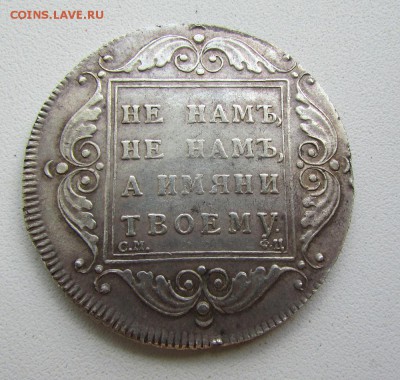 COINS.LAVE.RU
НЕ НАМЪ,
НЕ НАМЪ,
А ИМЯНИ
ТВОЕМУ.
С.М. Ф.Ц.